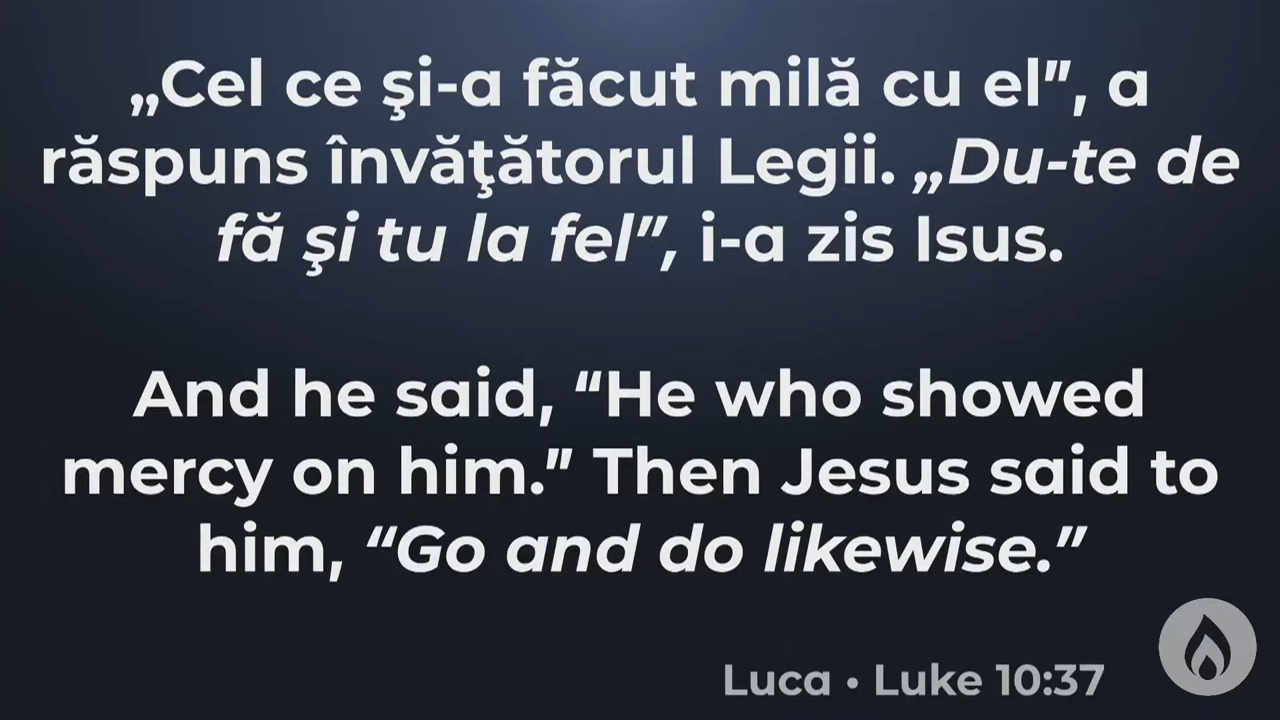 „Cel ce şi-a făcut milă cu el”, a
răspuns învăţătorul Legii. „Du-te de
fă şi tu la fel”, i-a zis Isus.
And he said, “He who showed
mercy on him.” Then Jesus said to
him, “Go and do likewise.”
Luca • Luke 10:37